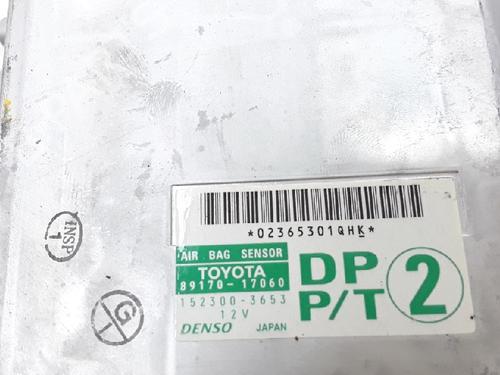 *02365301QHK*
AIR BAG SENSOR
TOYOTA
89170-17060
152300-3653
12V
DENSO JAPAN
DP
P/T
2
INSP
1
G